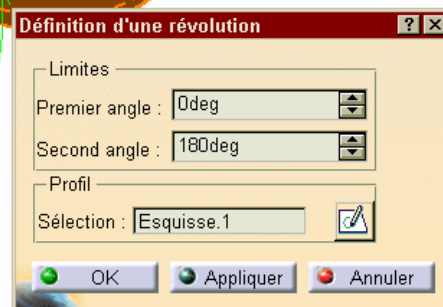 Définition d'une révolution
Limites
Premier angle : 0deg
Second angle : 180deg
Profil
Sélection : Esquisse.1
OK Appliquer Annuler